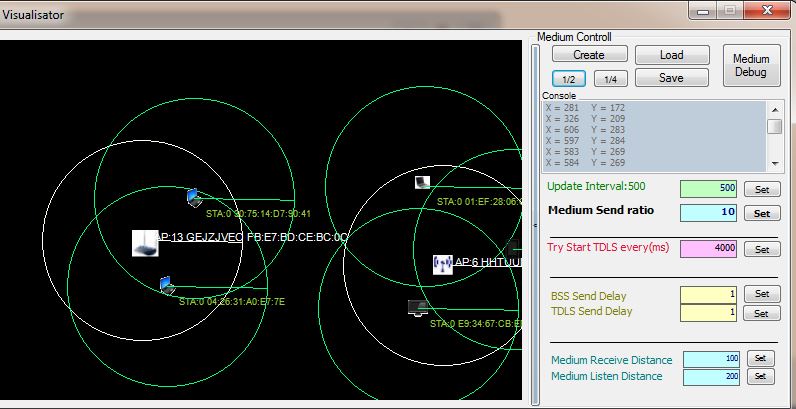 Visualisator
STA:0 30:75:14:D7:90:41
AP:13 GEJZJVEC FB:E7:BD:CE:BC:0C
STA:0 04:26:31:A0:E7:7E
STA:0 01:EF:28:06:
AP:6 HHTUU
STA:0 E9:34:67:CB:E
Medium Controll
Create
Load
Medium
Debug
1/2
1/4
Save
Console
X = 281 Y = 172
X = 326 Y = 209
X = 606 Y = 283
X = 597 Y = 284
X = 583 Y = 269
X = 584 Y = 269
Update Interval:500
500
Set
Medium Send ratio
10
Set
Try Start TDLS every(ms)
4000
Set
BSS Send Delay
1
Set
TDLS Send Delay
1
Set
Medium Receive Distance
100
Set
Medium Listen Distance
200
Set